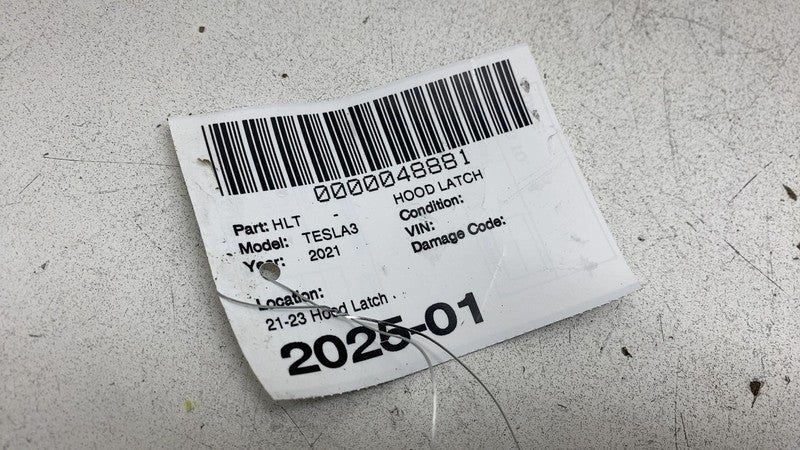 0000048881
Part: HLT HOOD LATCH
Model: TESLA3 Condition:
Year: 2021 VIN:
Damage Code:
Location:
21-23 Hood Latch
2025-01